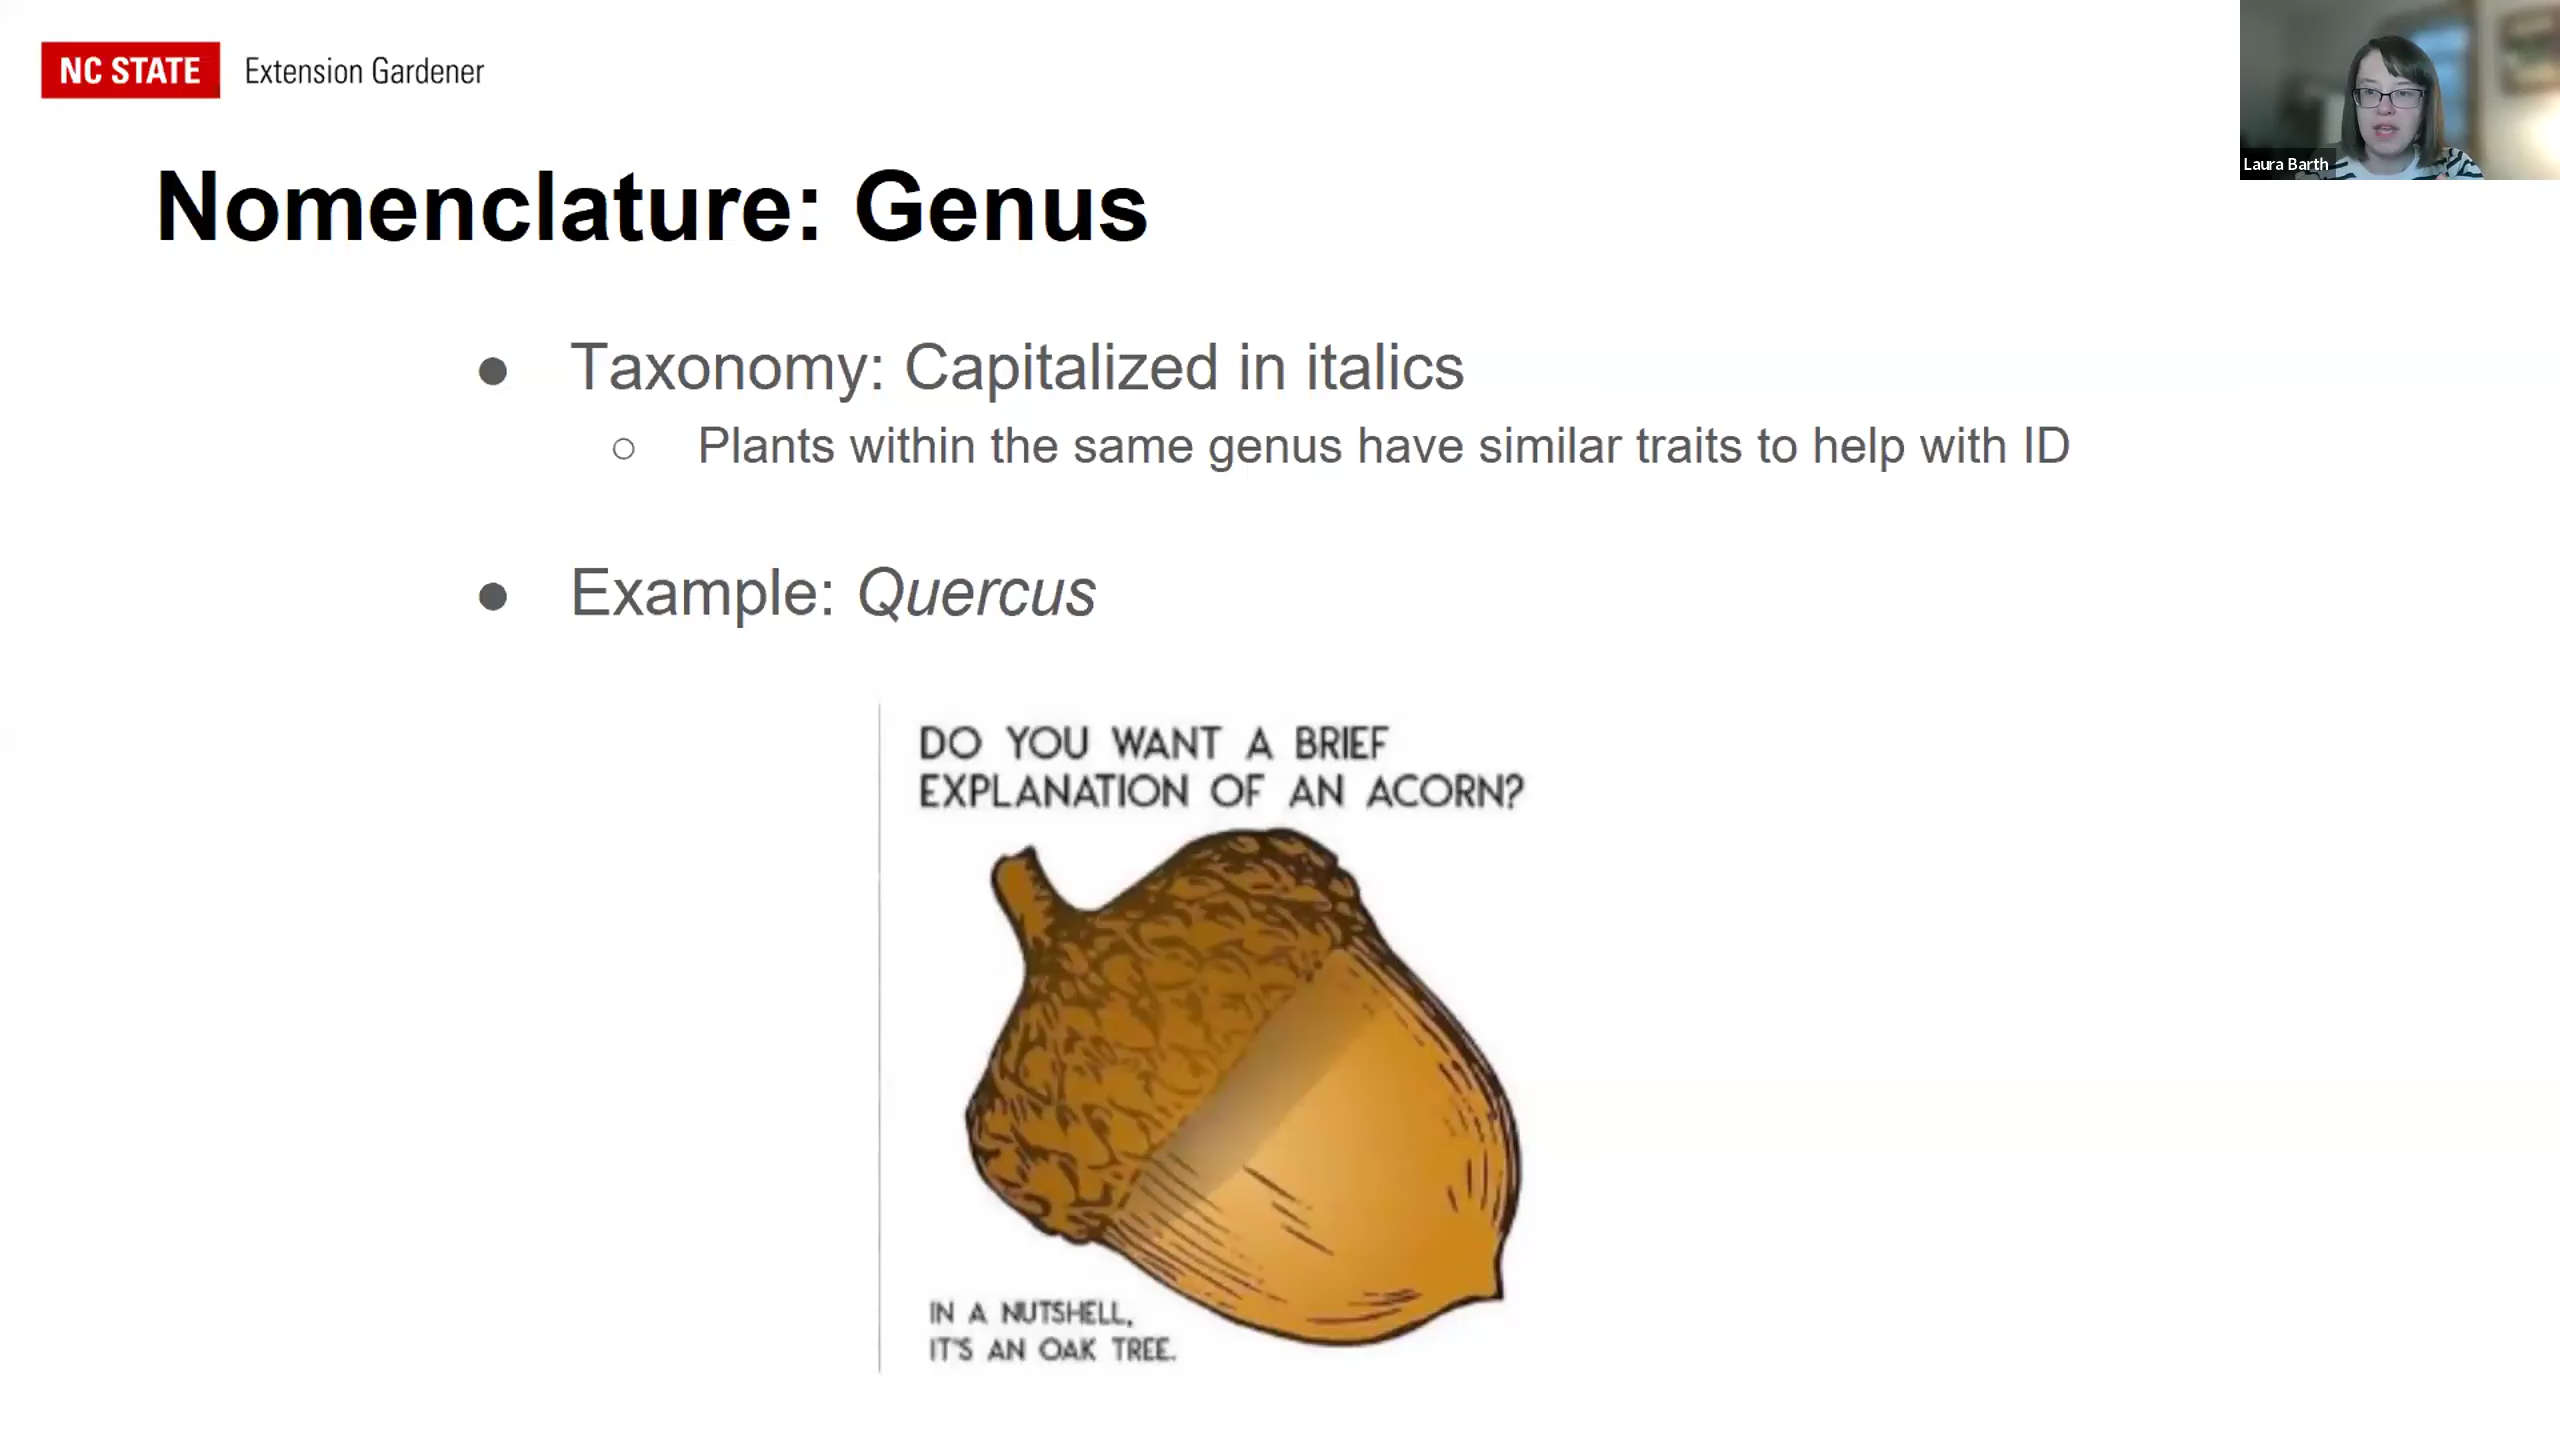 NC STATE Extension Gardener
Laura Barth
Nomenclature: Genus
● Taxonomy: Capitalized in italics
○ Plants within the same genus have similar traits to help with ID
● Example: Quercus
DO YOU WANT A BRIEF
EXPLANATION OF AN ACORN?
IN A NUTSHELL,
IT'S AN OAK TREE.